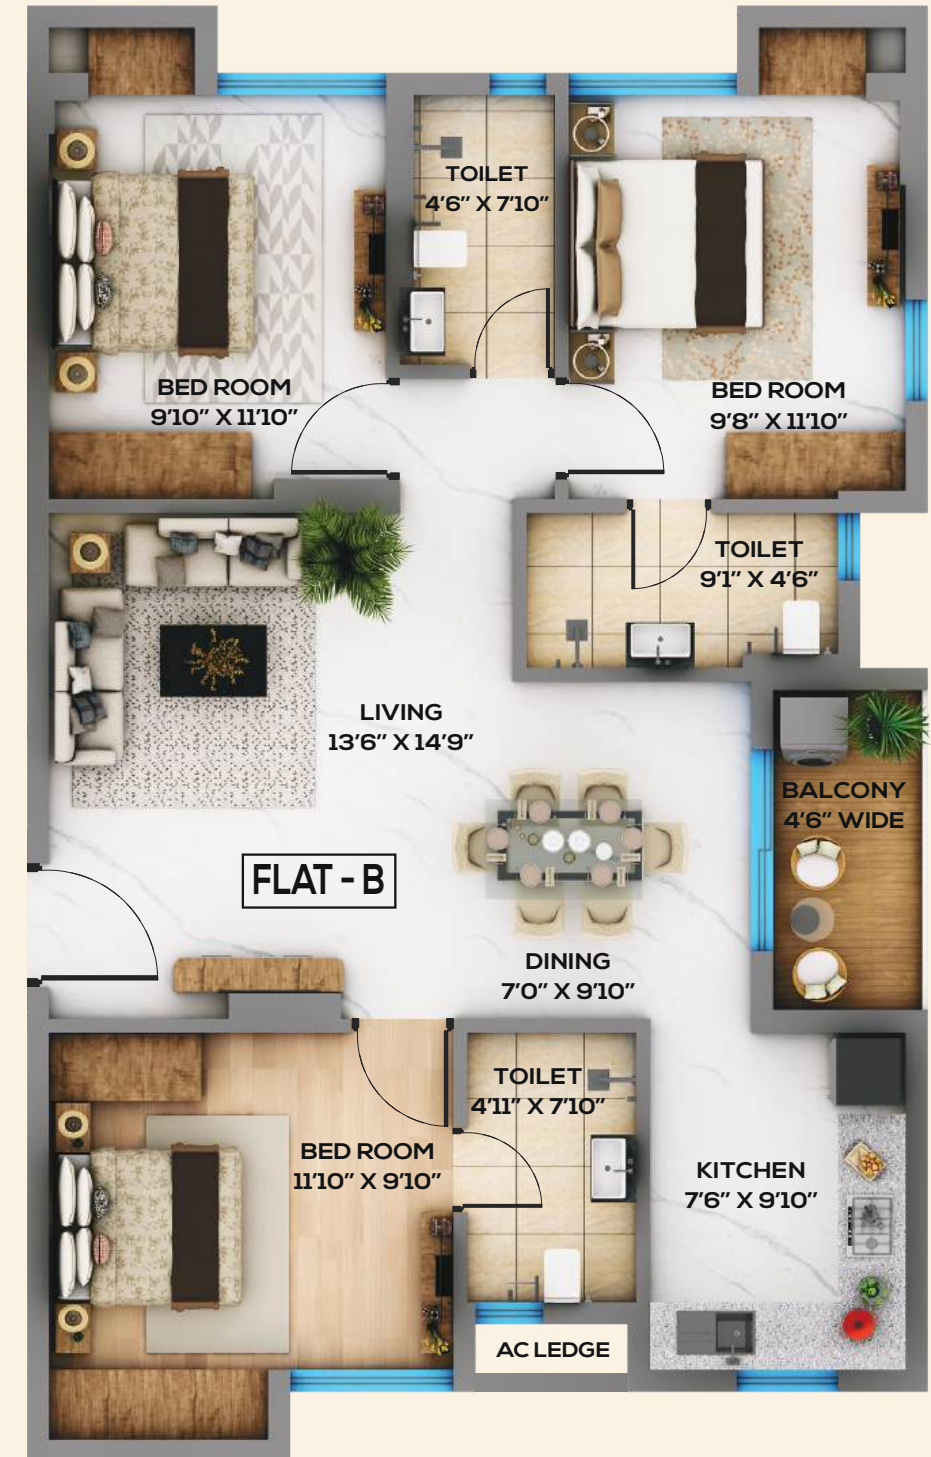 TOILET
4'6” X 7'10”
BED ROOM
9'10” X 11'10”
BED ROOM
9'8” X 11'10”
TOILET
9'1” X 4'6”
LIVING
13'6” X 14'9”
BALCONY
4'6” WIDE
FLAT - B
DINING
7'0” X 9'10”
TOILET
4'11” X 7'10”
BED ROOM
11'10” X 9'10”
KITCHEN
7'6” X 9'10”
AC LEDGE